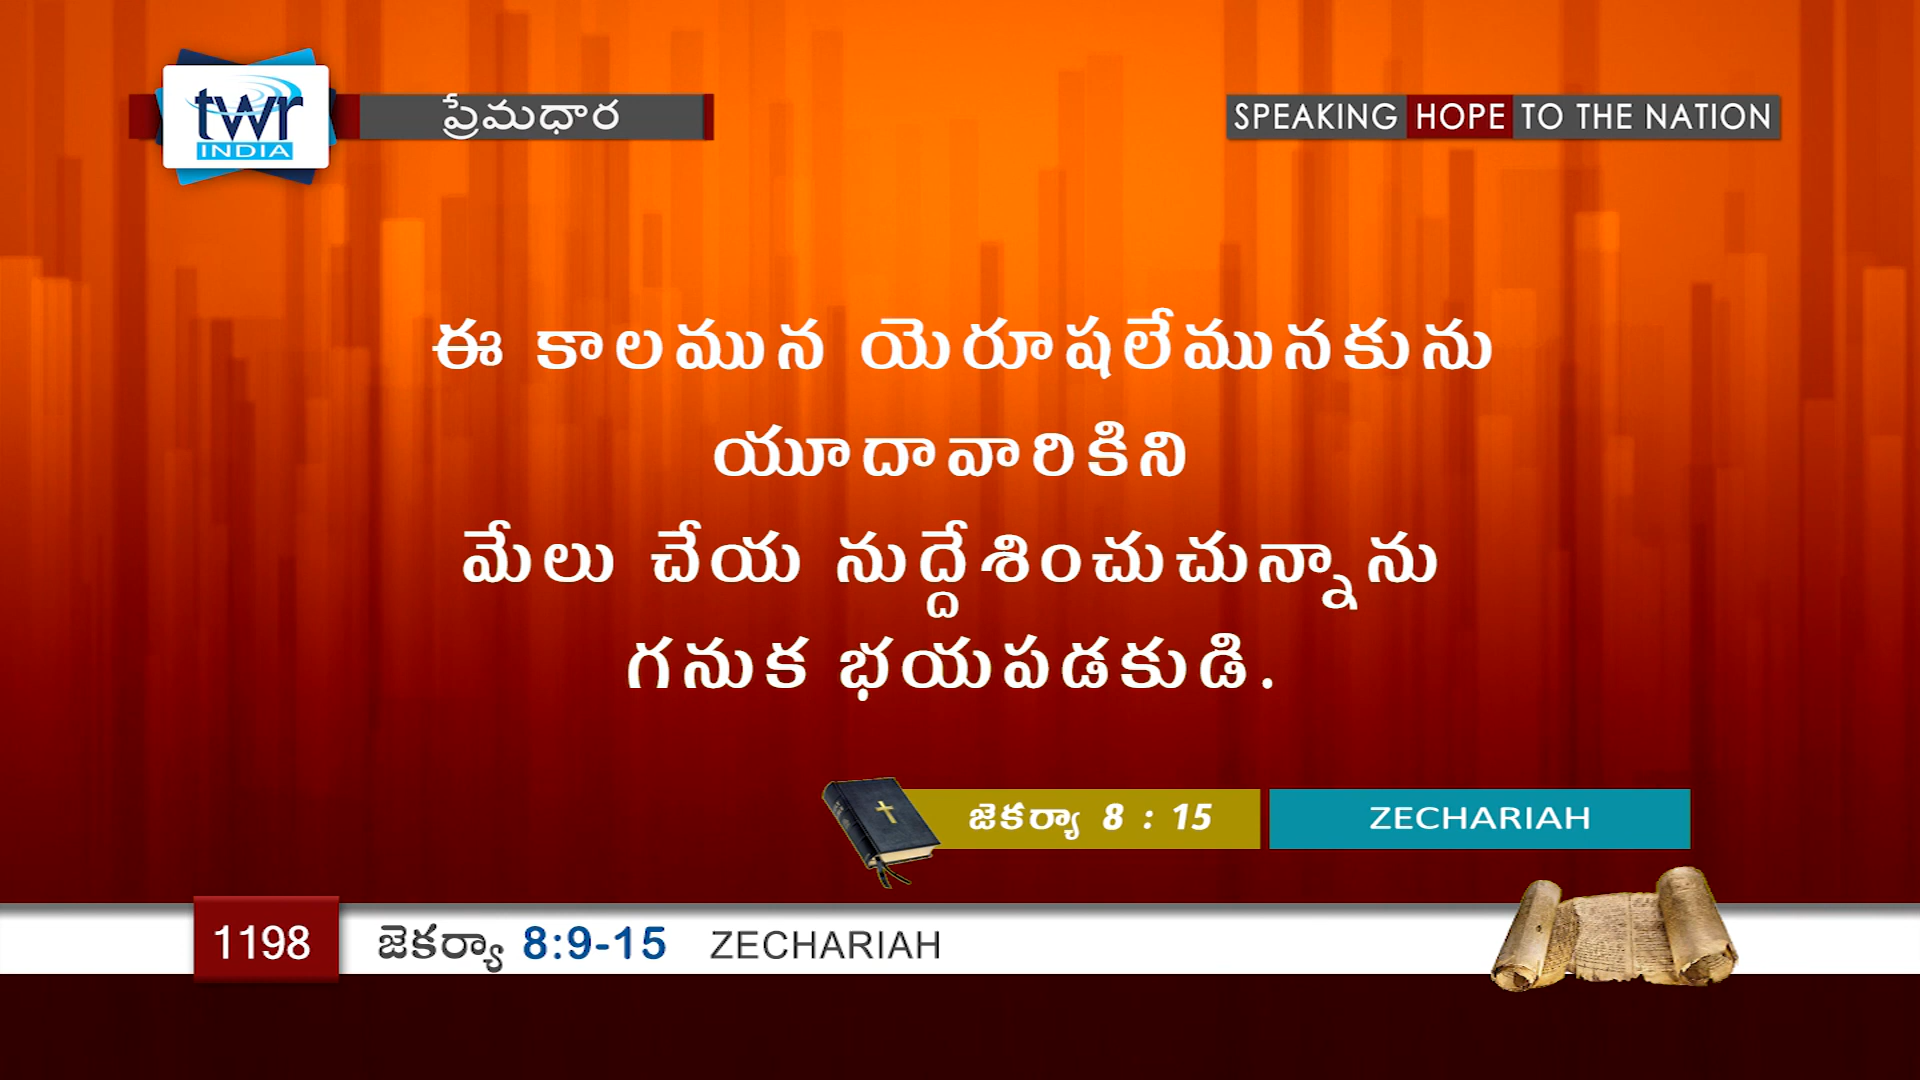 twr
INDIA
ప్రేమధార
SPEAKING HOPE TO THE NATION
ఈ కాలమున యెరూషలేమునకును
యూదావారికిని
మేలు చేయ నుద్దేశించుచున్నాను
గనుక భయపడకుడి.
జెకర్యా 8 : 15
ZECHARIAH
1198 జెకర్యా 8:9-15 ZECHARIAH